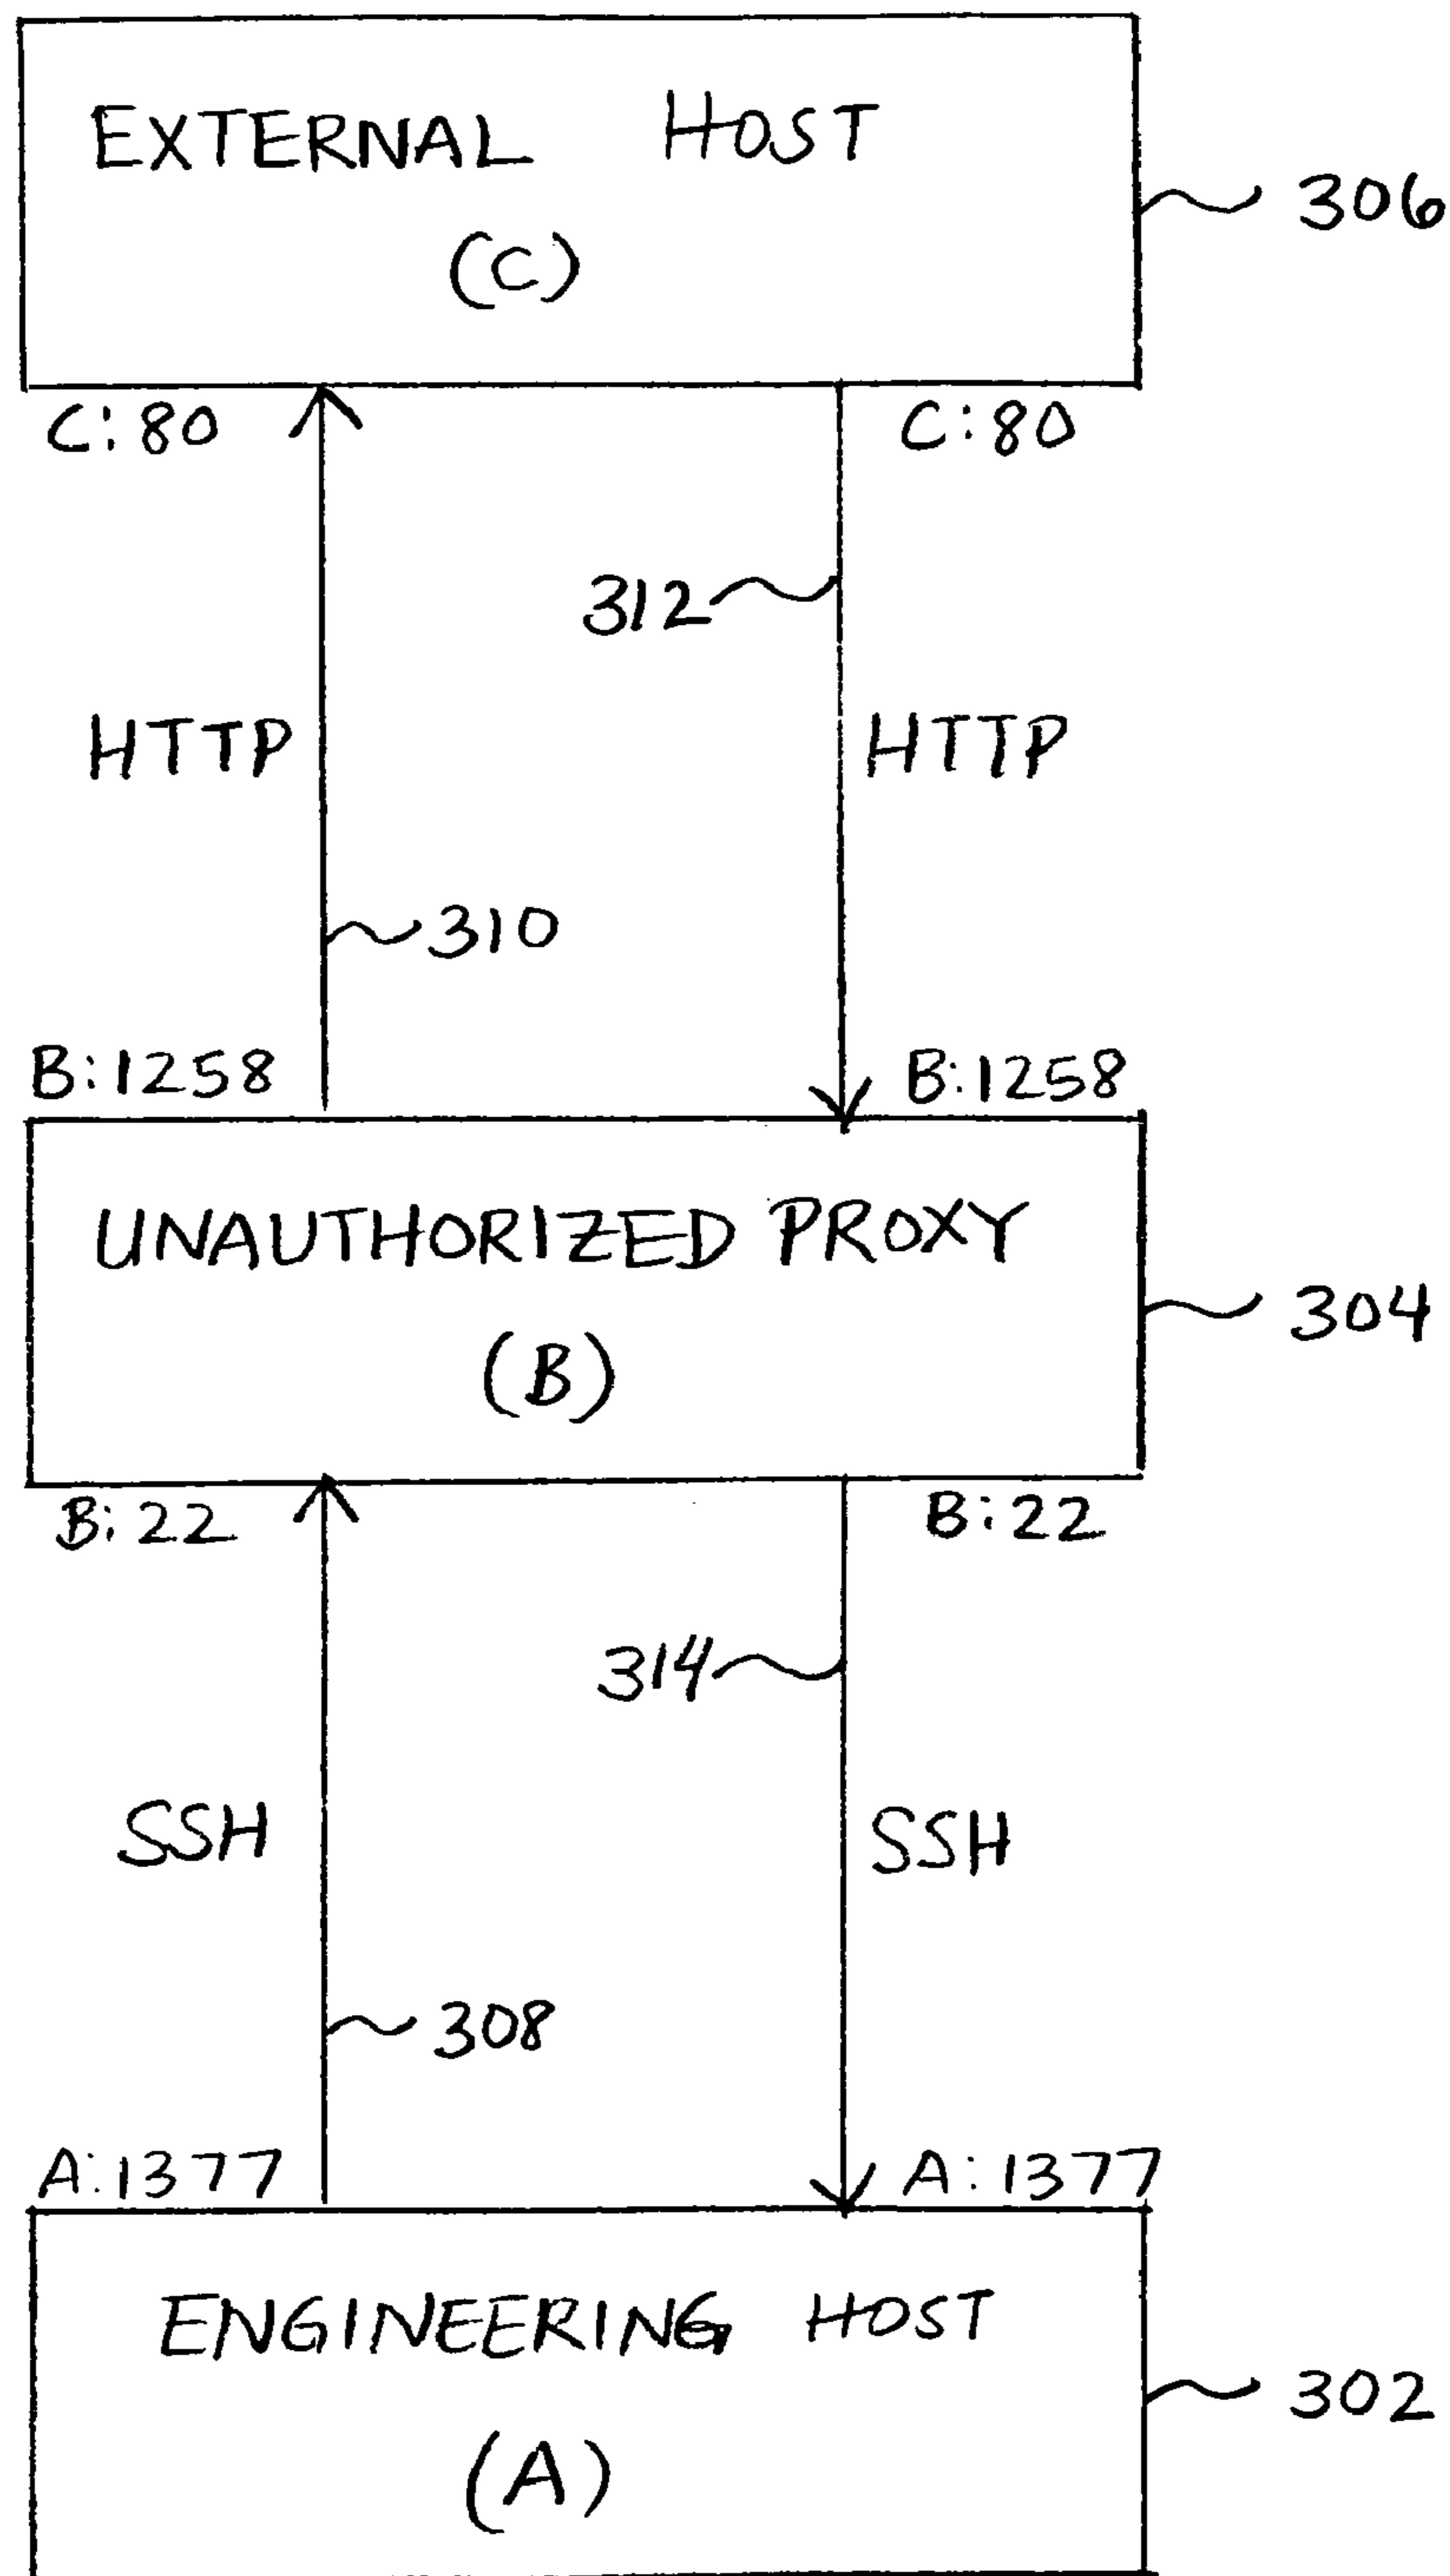 EXTERNAL HOST
(C)
306
C:80 C:80
312
HTTP HTTP
310
B:1258 B:1258
UNAUTHORIZED PROXY
(B)
304
B:22 B:22
314
SSH SSH
308
A:1377 A:1377
ENGINEERING HOST
(A)
302